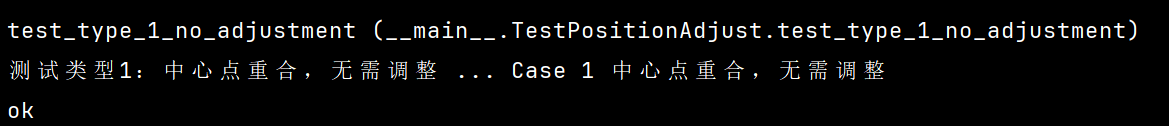 test_type_1_no_adjustment (__main__.TestPositionAdjust.test_type_1_no_adjustment)
测试类型1：中心点重合，无需调整 ... Case 1 中心点重合，无需调整
ok